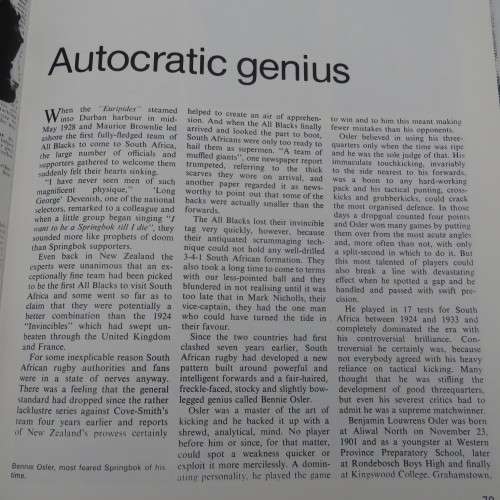 Autocratic genius
When the "Euripides" steamed
into Durban harbour in mid-
May 1928 and Maurice Brownlie led
ashore the first fully-fledged team of
All Blacks to come to South Africa,
the large number of officials and
supporters gathered to welcome them
suddenly felt their hearts sinking.
"I have never seen men of such
magnificent physique," 'Long
George' Devenish, one of the national
selectors, remarked to a colleague and
when a little group began singing "I
want to be a Springbok till I die", they
sounded more like prophets of doom
than Springbok supporters.
Even back in New Zealand the
experts were unanimous that an ex-
ceptionally fine team had been picked
to be the first All Blacks to visit South
Africa and some went so far as to
claim that they were potentially a
better combination than the 1924
"Invincibles" which had swept un-
beaten through the United Kingdom
and France.
For some inexplicable reason South
African rugby authorities and fans
were in a state of nerves anyway.
There was a feeling that the general
standard had dropped since the rather
lacklustre series against Cove-Smith's
team four years earlier and reports
of New Zealand's prowess certainly
Bennie Osler, most feared Springbok of his
time.
helped to create an air of apprehen-
sion. And when the All Blacks finally
arrived and looked the part to boot,
South Africans were only too ready to
hail them as supermen. "A team of
muffled giants", one newspaper report
trumpeted, referring to the thick
scarves they wore on arrival, and
another paper regarded it as news-
worthy to point out that some of the
backs were actually smaller than the
forwards.
The All Blacks lost their invincible
tag very quickly, however, because
their antiquated scrummaging tech-
nique could not hold any well-drilled
3-4-1 South African formation. They
also took a long time to come to terms
with our less-pointed ball and they
blundered in not realising until it was
too late that in Mark Nicholls, their
vice-captain, they had the one man
who could have turned the tide in
their favour.
Since the two countries had first
clashed seven years earlier, South
African rugby had developed a new
pattern built around powerful and
intelligent forwards and a fair-haired,
freckle-faced, stocky and slightly bow-
legged genius called Bennie Osler.
Osler was a master of the art of
kicking and he backed it up with a
shrewd, analytical, mind. No player
before him or since, for that matter,
could spot a weakness quicker or
exploit it more mercilessly. A domin-
ating personality, he played the game
to win and to him this meant making
fewer mistakes than his opponents.
Osler believed in using his three-
quarters only when the time was ripe
and he was the sole judge of that. His
immaculate touchkicking, invariably
to the side nearest to his forwards,
was a boon to any hard-working
pack and his tactical punting, cross-
kicks and grubberkicks, could crack
the most organised defence. In those
days a dropgoal counted four points
and Osler won many games by putting
them over from the most acute angles
and, more often than not, with only
a split-second in which to do it. But
this most talented of players could
also break a line with devastating
effect when he spotted a gap and he
handled and passed with swift pre-
cision.
He played in 17 tests for South
Africa between 1924 and 1933 and
completely dominated the era with
his controversial brilliance. Con-
troversial he certainly was, because
not everybody agreed with his heavy
reliance on tactical kicking. Many
thought that he was stifling the
development of good threequarters,
but even his severest critics had to
admit he was a supreme matchwinner.
Benjamin Louwrens Osler was born
at Aliwal North on November 23,
1901 and as a youngster at Western
Province Preparatory School, later
at Rondebosch Boys High and finally
at Kingswood College, Grahamstown,